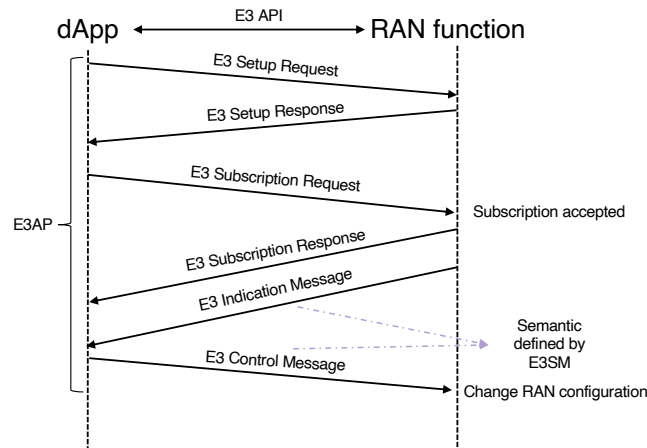 E3 API
dApp
RAN function
E3 Setup Request
E3 Setup Response
E3 Subscription Request
Subscription accepted
E3AP
E3 Subscription Response
E3 Indication Message
Semantic
defined by
E3SM
E3 Control Message
Change RAN configuration